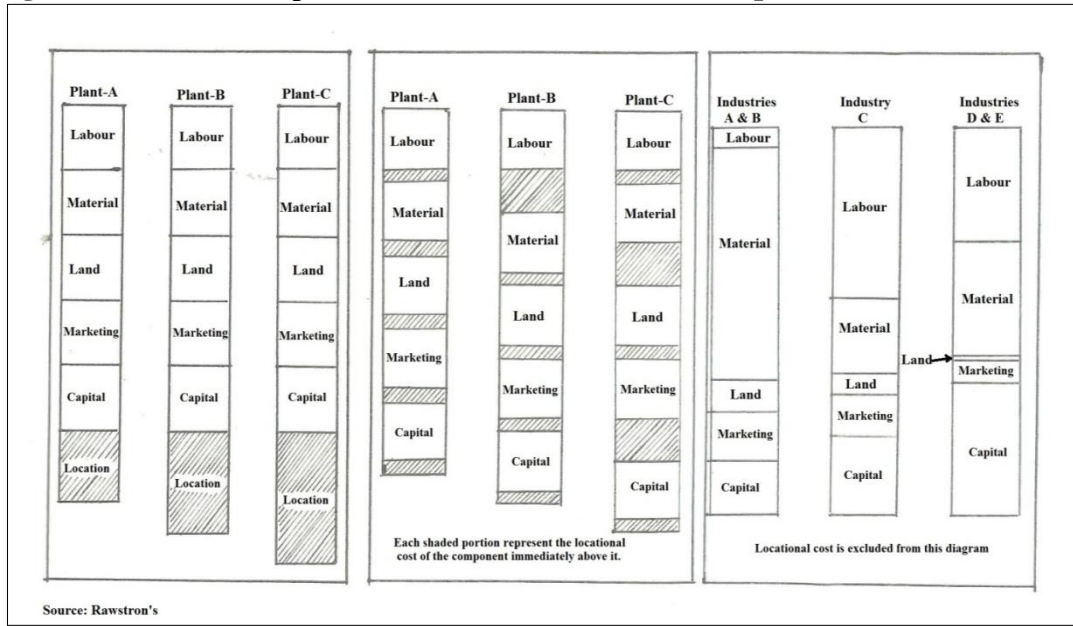 Plant-A
Plant-B
Plant-C
Labour
Labour
Labour
Material
Material
Material
Land
Land
Land
Marketing
Marketing
Marketing
Capital
Capital
Capital
Location
Location
Location
Plant-A
Plant-B
Plant-C
Labour
Labour
Labour
Material
Material
Material
Land
Land
Land
Marketing
Marketing
Marketing
Capital
Capital
Capital
Each shaded portion represent the locational
cost of the component immediately above it.
Industries
A & B
Industry
C
Industries
D & E
Labour
Labour
Labour
Material
Material
Material
Land
Land
Land
Marketing
Marketing
Marketing
Capital
Capital
Capital
Locational cost is excluded from this diagram
Source: Rawstron's